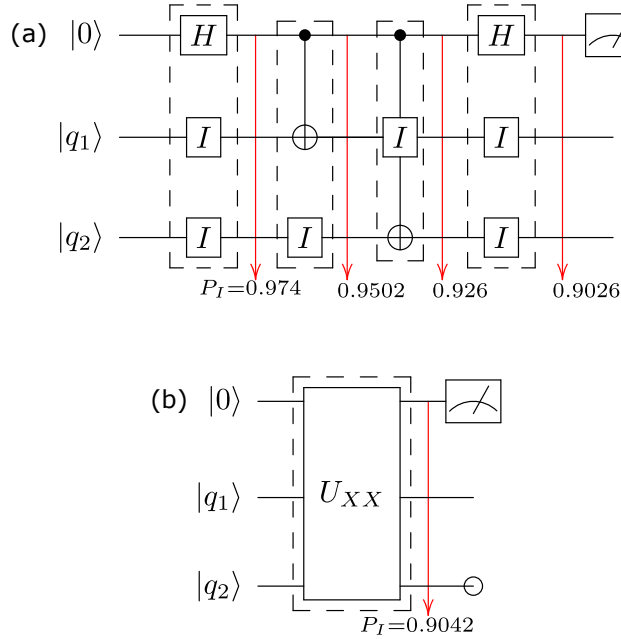 (a) |0⟩ H H
|q₁⟩ I I I
|q₂⟩ I I I
P_I=0.974 0.9502 0.926 0.9026
(b) |0⟩
|q₁⟩ U_XX
|q₂⟩
P_I=0.9042